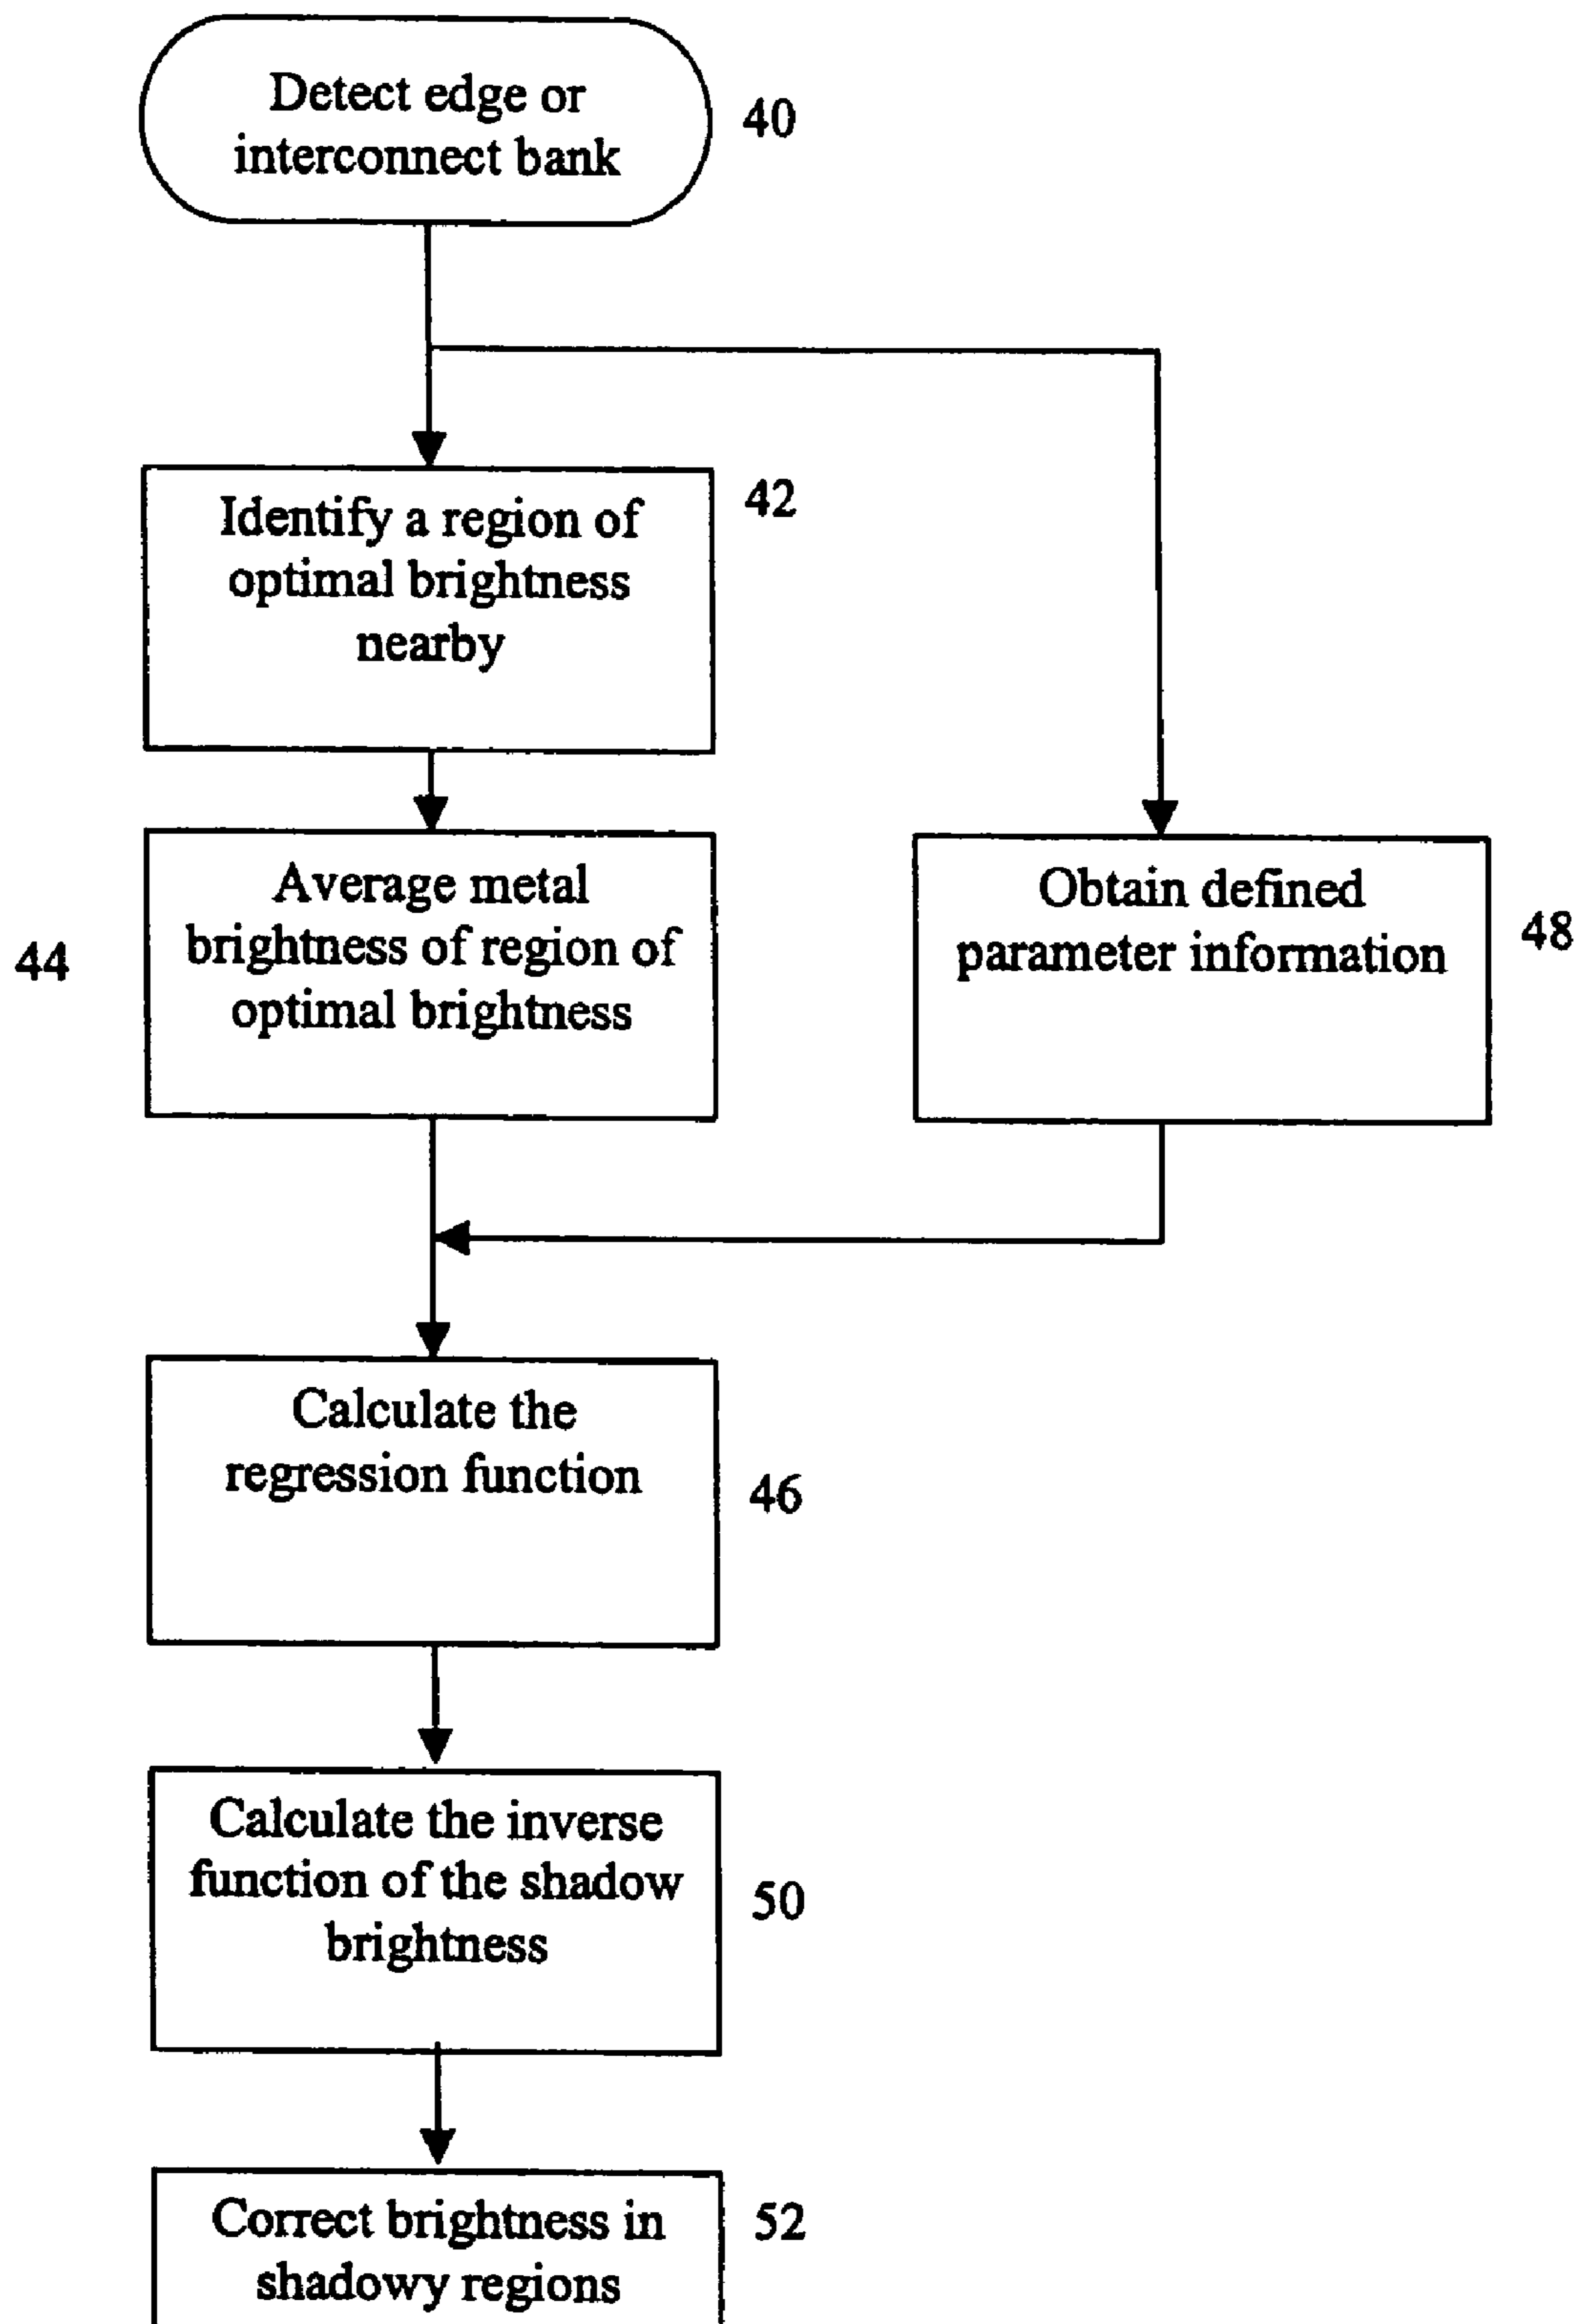 Detect edge or
interconnect bank
40
Identify a region of
optimal brightness
nearby
42
Average metal
brightness of region of
optimal brightness
44
Obtain defined
parameter information
48
Calculate the
regression function
46
Calculate the inverse
function of the shadow
brightness
50
Correct brightness in
shadowy regions
52